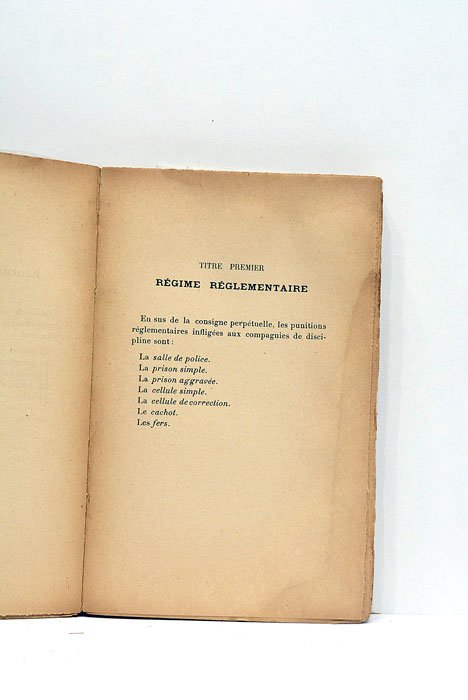 TITRE PREMIER
RÉGIME RÉGLEMENTAIRE
En sus de la consigne perpétuelle, les punitions
réglementaires infligées aux compagnies de disci-
pline sont :
La salle de police.
La prison simple.
La prison aggravée.
La cellule simple.
La cellule de correction.
Le cachot.
Les fers.